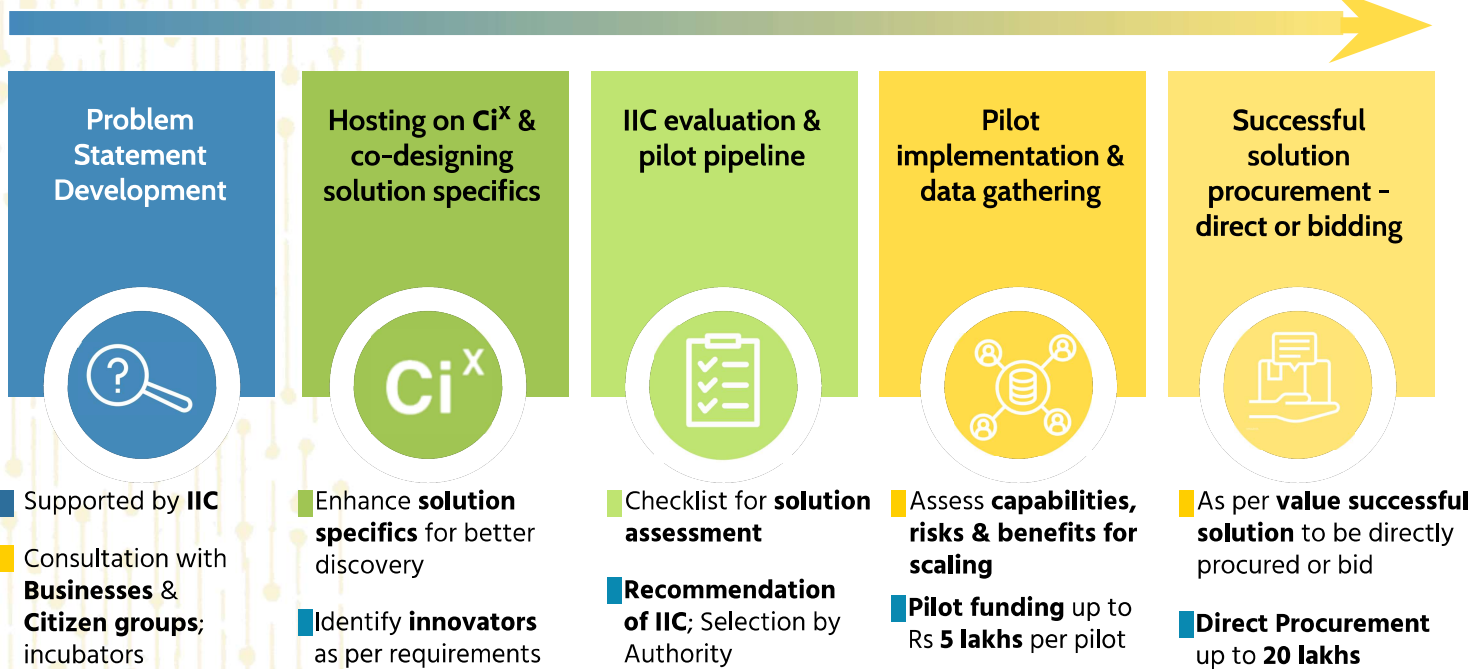 Problem
Statement
Development
Hosting on Ciˣ &
co-designing
solution specifics
IIC evaluation &
pilot pipeline
Pilot
implementation &
data gathering
Successful
solution
procurement -
direct or bidding
?
Ciˣ
Supported by IIC
Consultation with
Businesses &
Citizen groups;
incubators
Enhance solution
specifics for better
discovery
Identify innovators
as per requirements
Checklist for solution
assessment
Recommendation
of IIC; Selection by
Authority
Assess capabilities,
risks & benefits for
scaling
Pilot funding up to
Rs 5 lakhs per pilot
As per value successful
solution to be directly
procured or bid
Direct Procurement
up to 20 lakhs